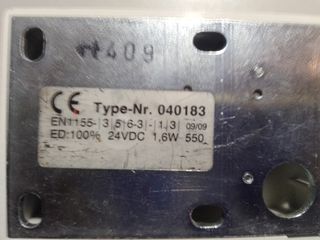 409
CE Type-Nr. 040183
EN1155- 3 5 6-3 - 1 3 09/09
ED:100% 24VDC 1,6W 550